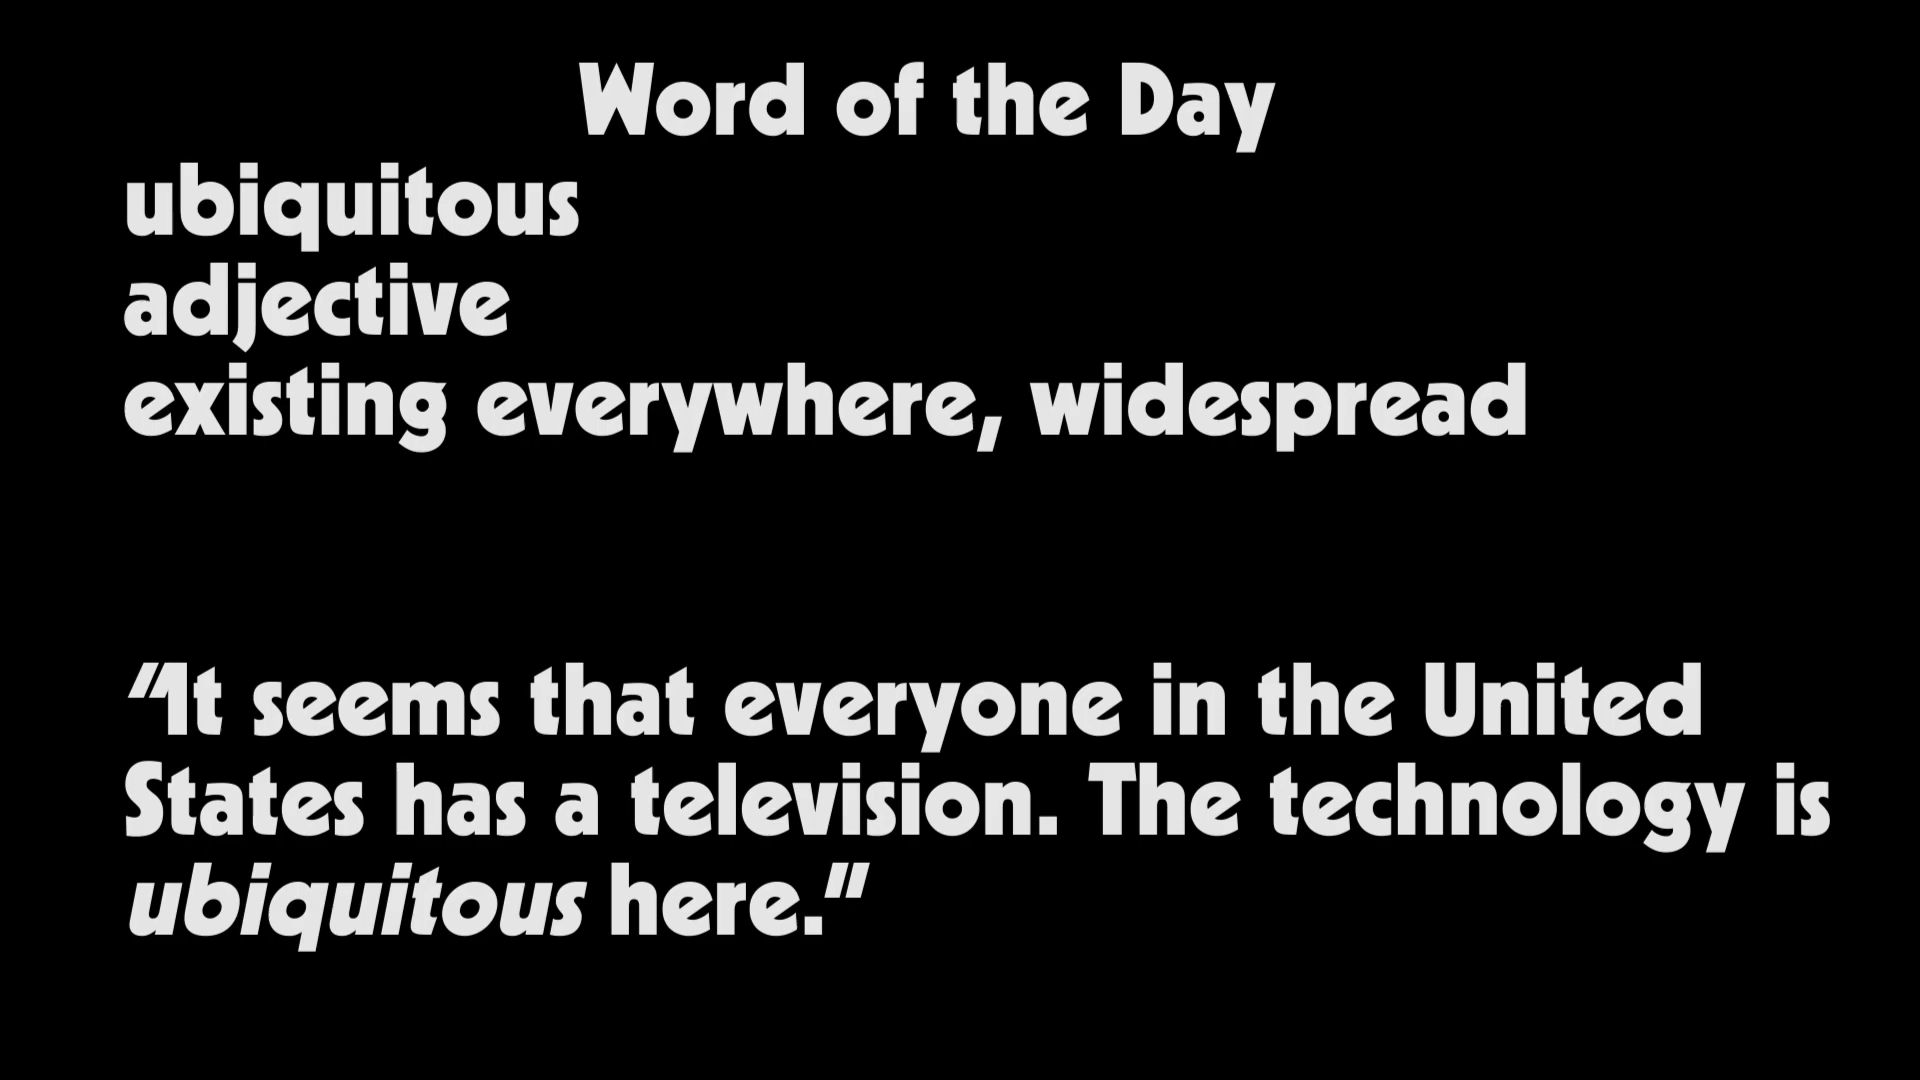 Word of the Day
ubiquitous
adjective
existing everywhere, widespread
“It seems that everyone in the United
States has a television. The technology is
ubiquitous here.”